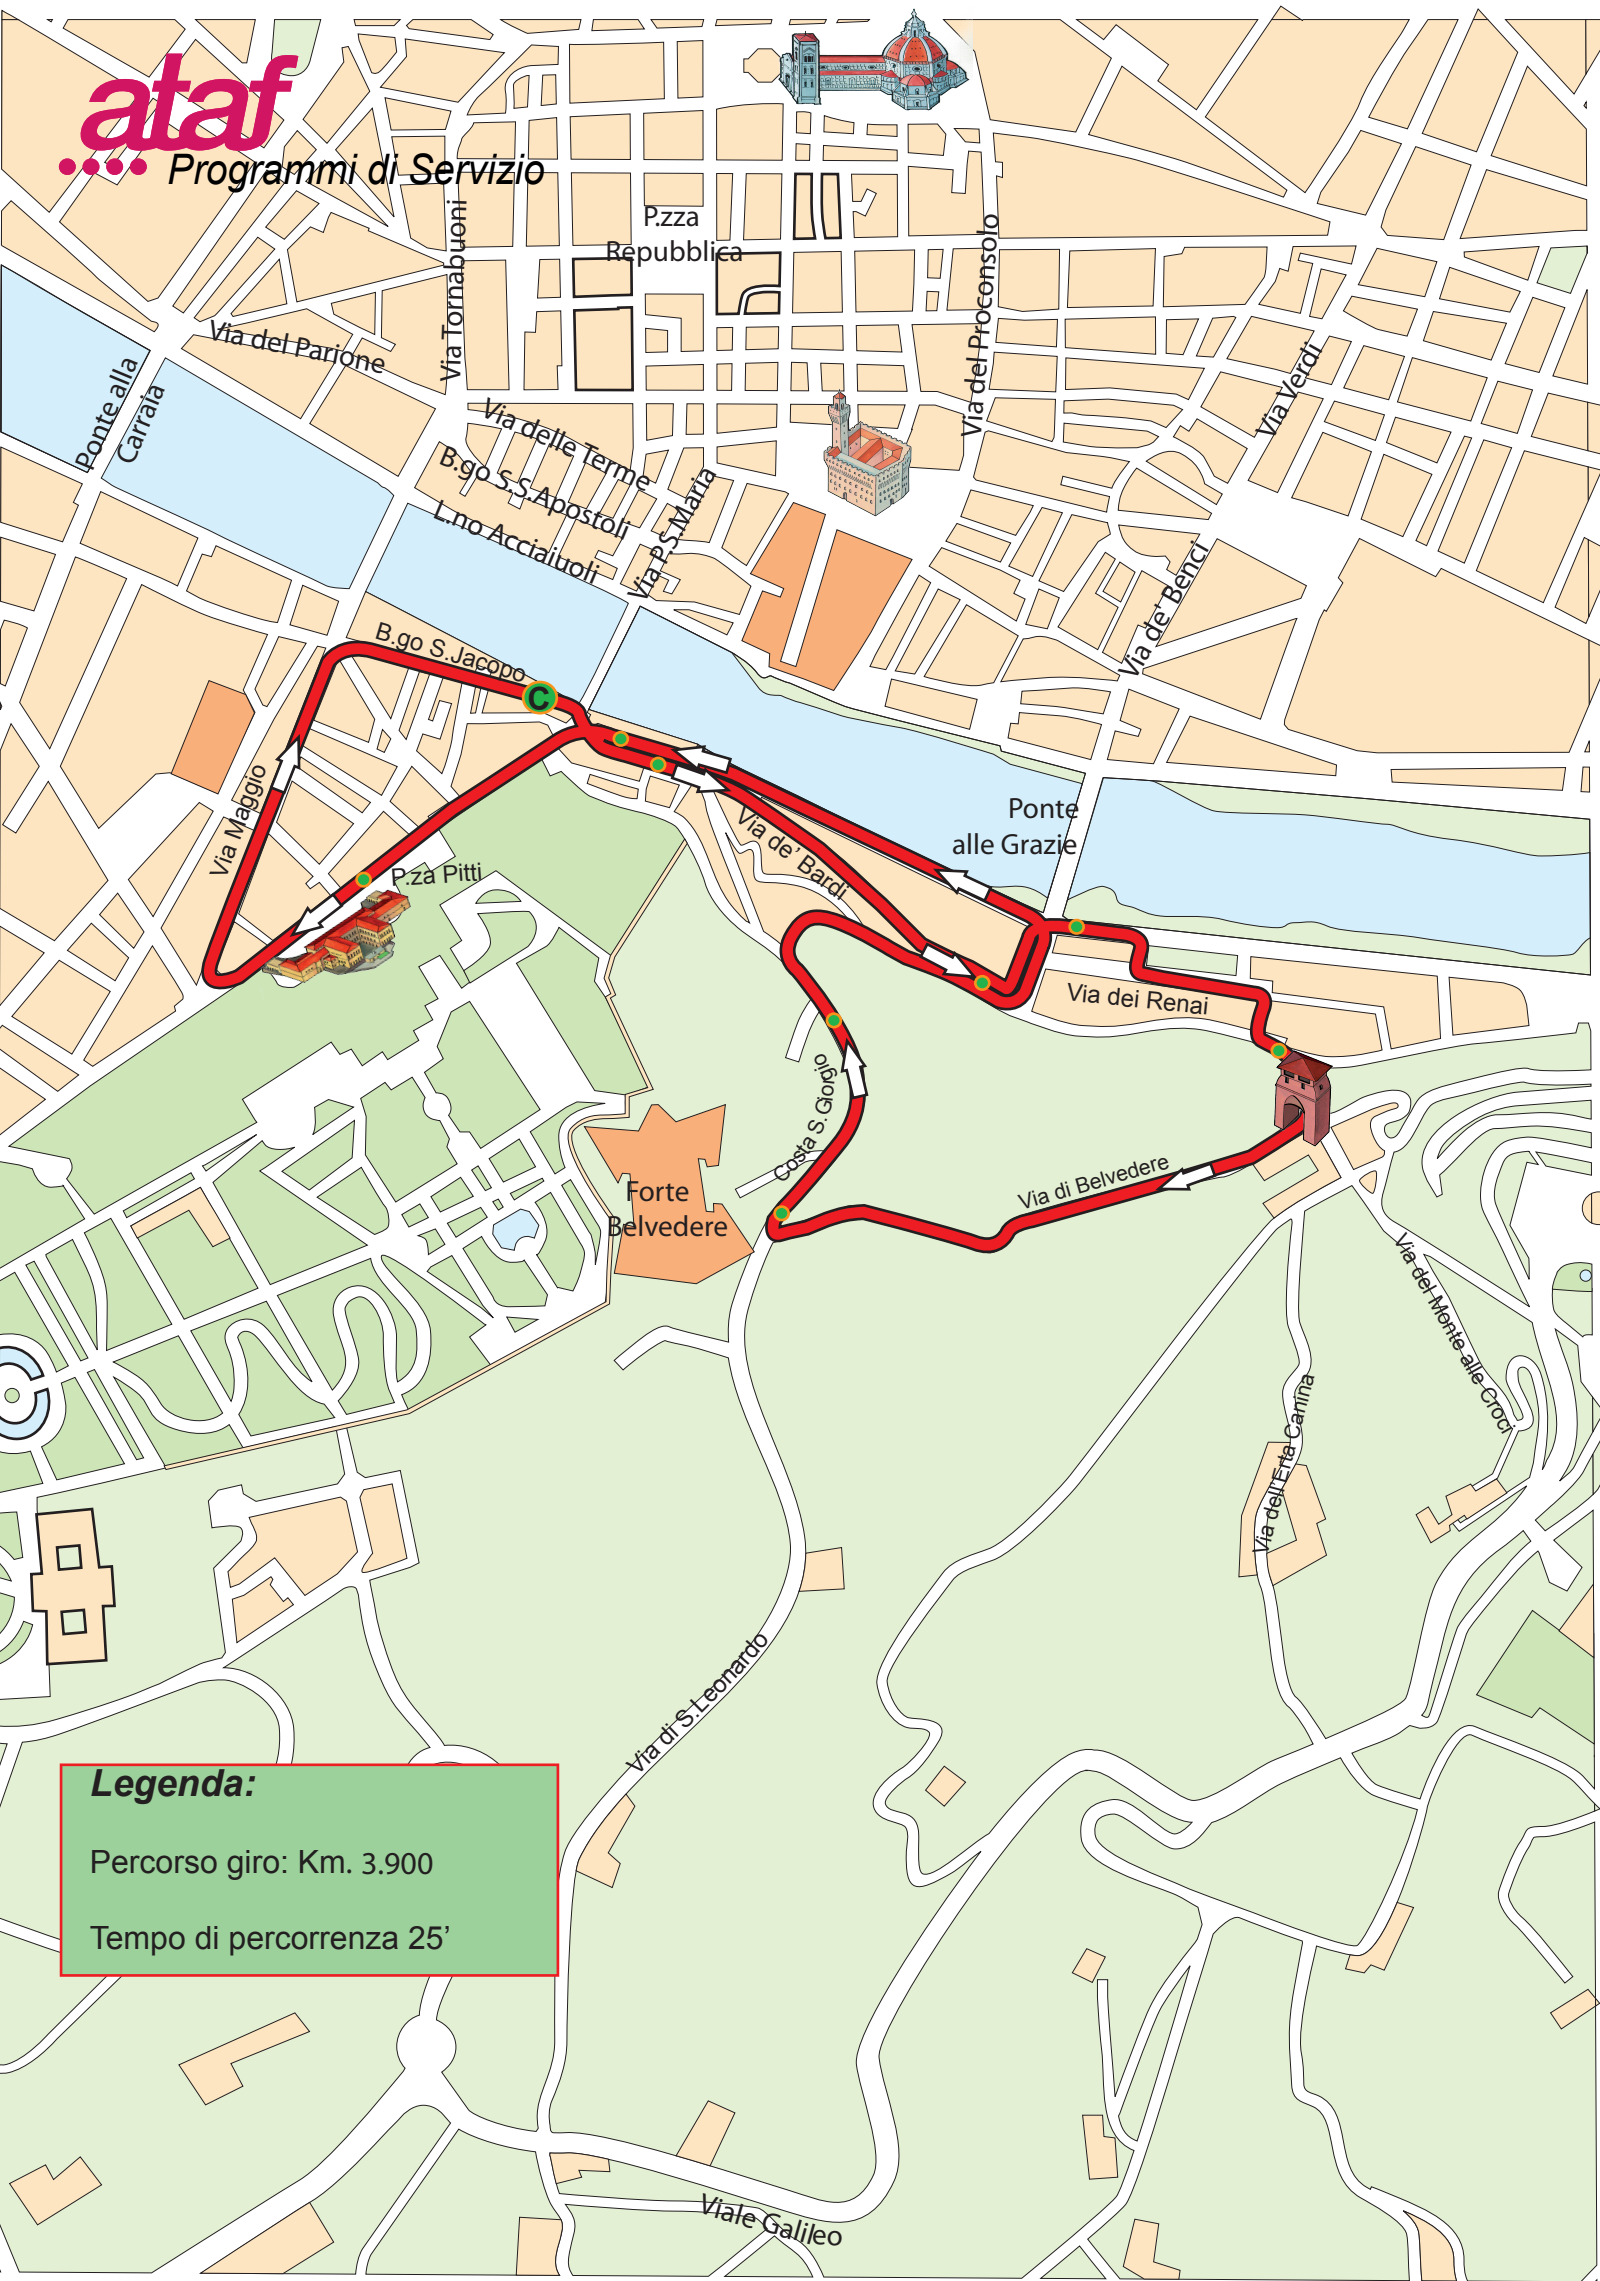 ataf
Programmi di Servizio
P.zza
Repubblica
Via Tornabuoni
Via del Proconsolo
Via del Parione
Via Verdi
Ponte alla
Carraia
Via delle Terme
B.go S.S.Apostoli
L.no Acciaiuoli
Via P.S.Maria
Via de' Benci
B.go S.Jacopo
C
Via Maggio
P.za Pitti
Via de' Bardi
Ponte
alle Grazie
Via dei Renai
Costa S. Giorgio
Via di Belvedere
Forte
Belvedere
Via del Monte alle Croci
Via dell'Erta Canina
Via di S.Leonardo
Legenda:
Percorso giro: Km. 3.900
Tempo di percorrenza 25’
Viale Galileo